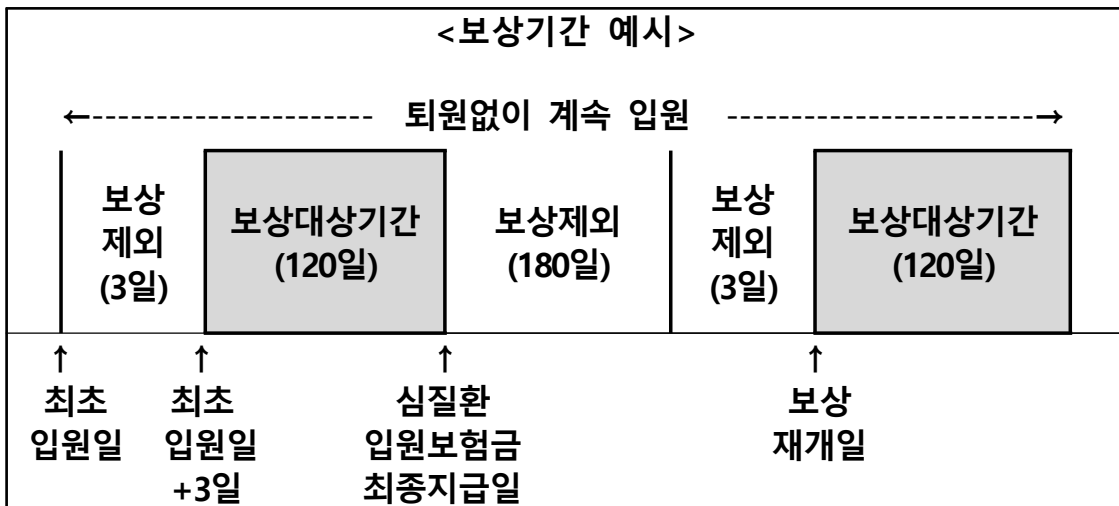 <보상기간 예시>
←---------------------- 퇴원없이 계속 입원 ------------------------→
보상
제외
(3일)
보상대상기간
(120일)
보상제외
(180일)
보상
제외
(3일)
보상대상기간
(120일)
↑
최초
입원일
↑
최초
입원일
+3일
↑
심질환
입원보험금
최종지급일
↑
보상
재개일